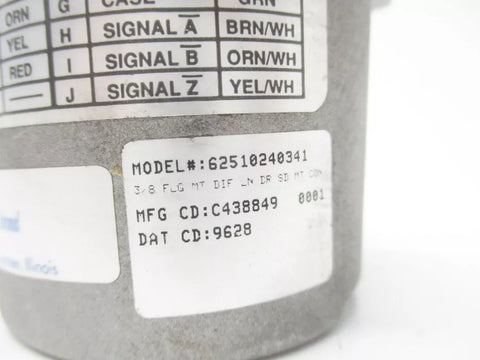 ORN G CASE GRN
YEL H SIGNAL A̅ BRN/WH
RED I SIGNAL B̅ ORN/WH
— J SIGNAL Z̅ YEL/WH
MODEL#:62510240341
3/8 FLG MT DIF LN DR SD MT CON
MFG CD:C438849 0001
DAT CD:9628
Illinois